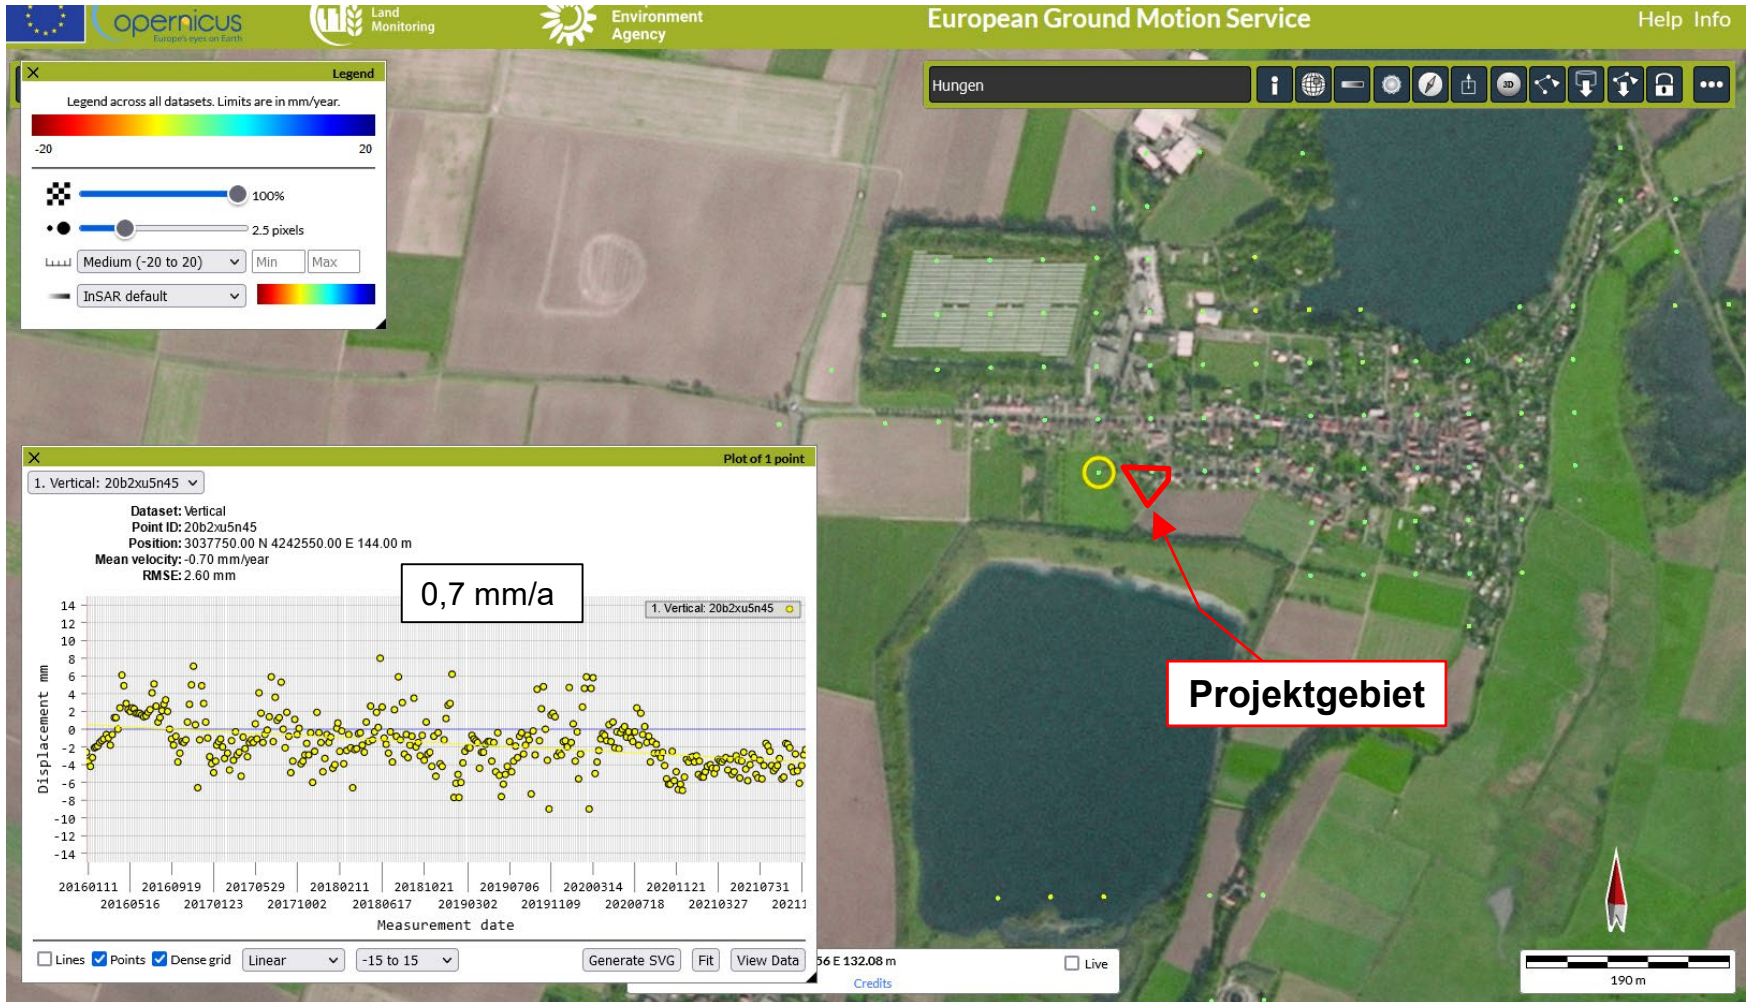 opernicus
Europe's eyes on Earth
Land
Monitoring
Environment
Agency
European Ground Motion Service
Help Info
Legend
Legend across all datasets. Limits are in mm/year.
-20 20
100%
2.5 pixels
Medium (-20 to 20) Min Max
InSAR default
Hungen
3D
Plot of 1 point
1. Vertical: 20b2xu5n45
Dataset: Vertical
Point ID: 20b2xu5n45
Position: 3037750.00 N 4242550.00 E 144.00 m
Mean velocity: -0.70 mm/year
RMSE: 2.60 mm
0,7 mm/a
1. Vertical: 20b2xu5n45
Displacement mm
14
12
10
8
6
4
2
0
-2
-4
-6
-8
-10
-12
-14
20160111 20160919 20170529 20180211 20181021 20190706 20200314 20201121 20210731
20160516 20170123 20171002 20180617 20190302 20191109 20200718 20210327 20211
Measurement date
Lines Points Dense grid Linear -15 to 15 Generate SVG Fit View Data
Projektgebiet
56 E 132.08 m
Credits
Live
190 m